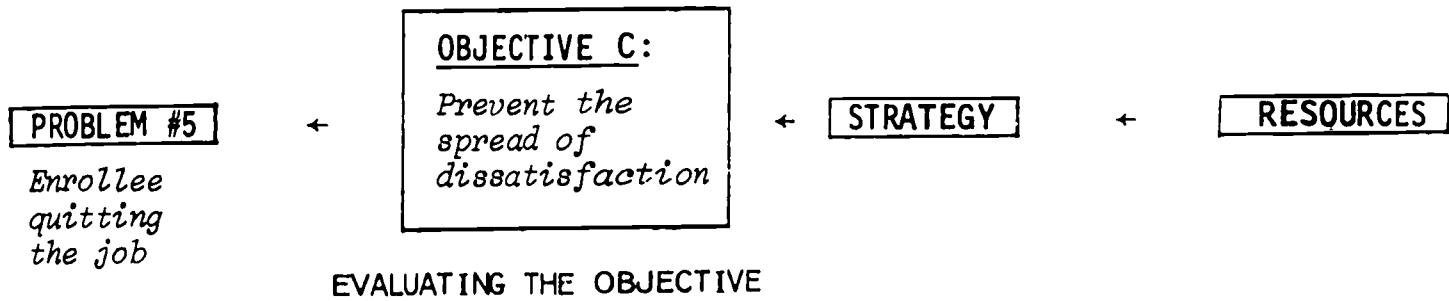 PROBLEM #5
Enrollee
quitting
the job
←
OBJECTIVE C:
Prevent the
spread of
dissatisfaction
←
STRATEGY
←
RESOURCES
EVALUATING THE OBJECTIVE